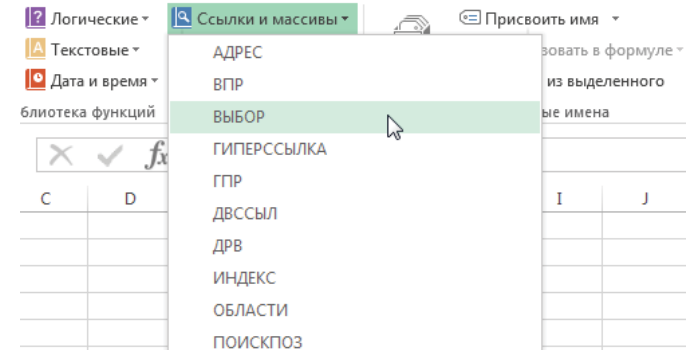 Логические
Ссылки и массивы
Присвоить имя
Текстовые
АДРЕС
зовать в формуле
Дата и время
ВПР
из выделенного
блиотека функций
ВЫБОР
ые имена
ГИПЕРССЫЛКА
fx
ГПР
C D
ДВССЫЛ
I J
ДРВ
ИНДЕКС
ОБЛАСТИ
ПОИСКПОЗ